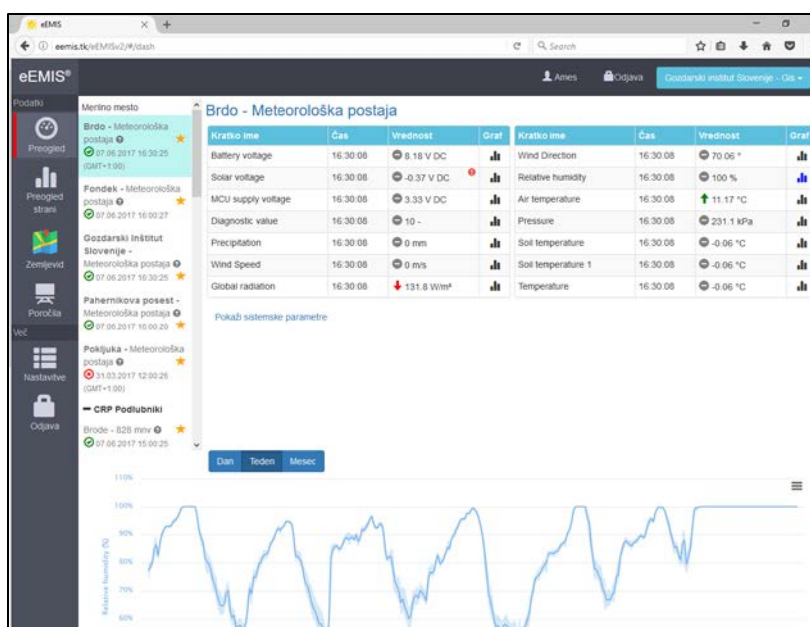 eEMIS
eemis.tk/eEMISv2/#/dash
Search
eEMIS®
Ames
Odjava
Gozdarski institut Slovenije - Gis
Podatki
Preogled
Preogled
strani
Zemljevid
Poročila
Več
Nastavitve
Odjava
Merilno mesto
Brdo - Meteorološka
postaja
07.06.2017 16:30:25
(GMT+1:00)
Fondek - Meteorološka
postaja
07.06.2017 16:00:27
Gozdarski Inštitut
Slovenije -
Meteorološka postaja
07.06.2017 16:30:25
Pahernikova posest -
Meteorološka postaja
07.06.2017 16:00:20
Pokljuka - Meteorološka
postaja
31.03.2017 12:00:26
(GMT+1:00)
CRP Podlubniki
Brode - 828 mnv
07.06.2017 15:00:25
Brdo - Meteorološka postaja
Kratko ime Čas Vrednost Graf Kratko ime Čas Vrednost Graf
Battery voltage 16:30:08 8.18 V DC Wind Direction 16:30:08 70.06 °
Solar voltage 16:30:08 -0.37 V DC Relative humidity 16:30:08 100 %
MCU supply voltage 16:30:08 3.33 V DC Air temperature 16:30:08 11.17 °C
Diagnostic value 16:30:08 10 - Pressure 16:30:08 231.1 kPa
Precipitation 16:30:08 0 mm Soil temperature 16:30:08 -0.06 °C
Wind Speed 16:30:08 0 m/s Soil temperature 1 16:30:08 -0.06 °C
Global radiation 16:30:08 131.8 W/m² Temperature 16:30:08 -0.06 °C
Pokaži sistemske parametre
Dan Teden Mesec
110%
100%
90%
80%
70%
60%
Relative humidity (%)